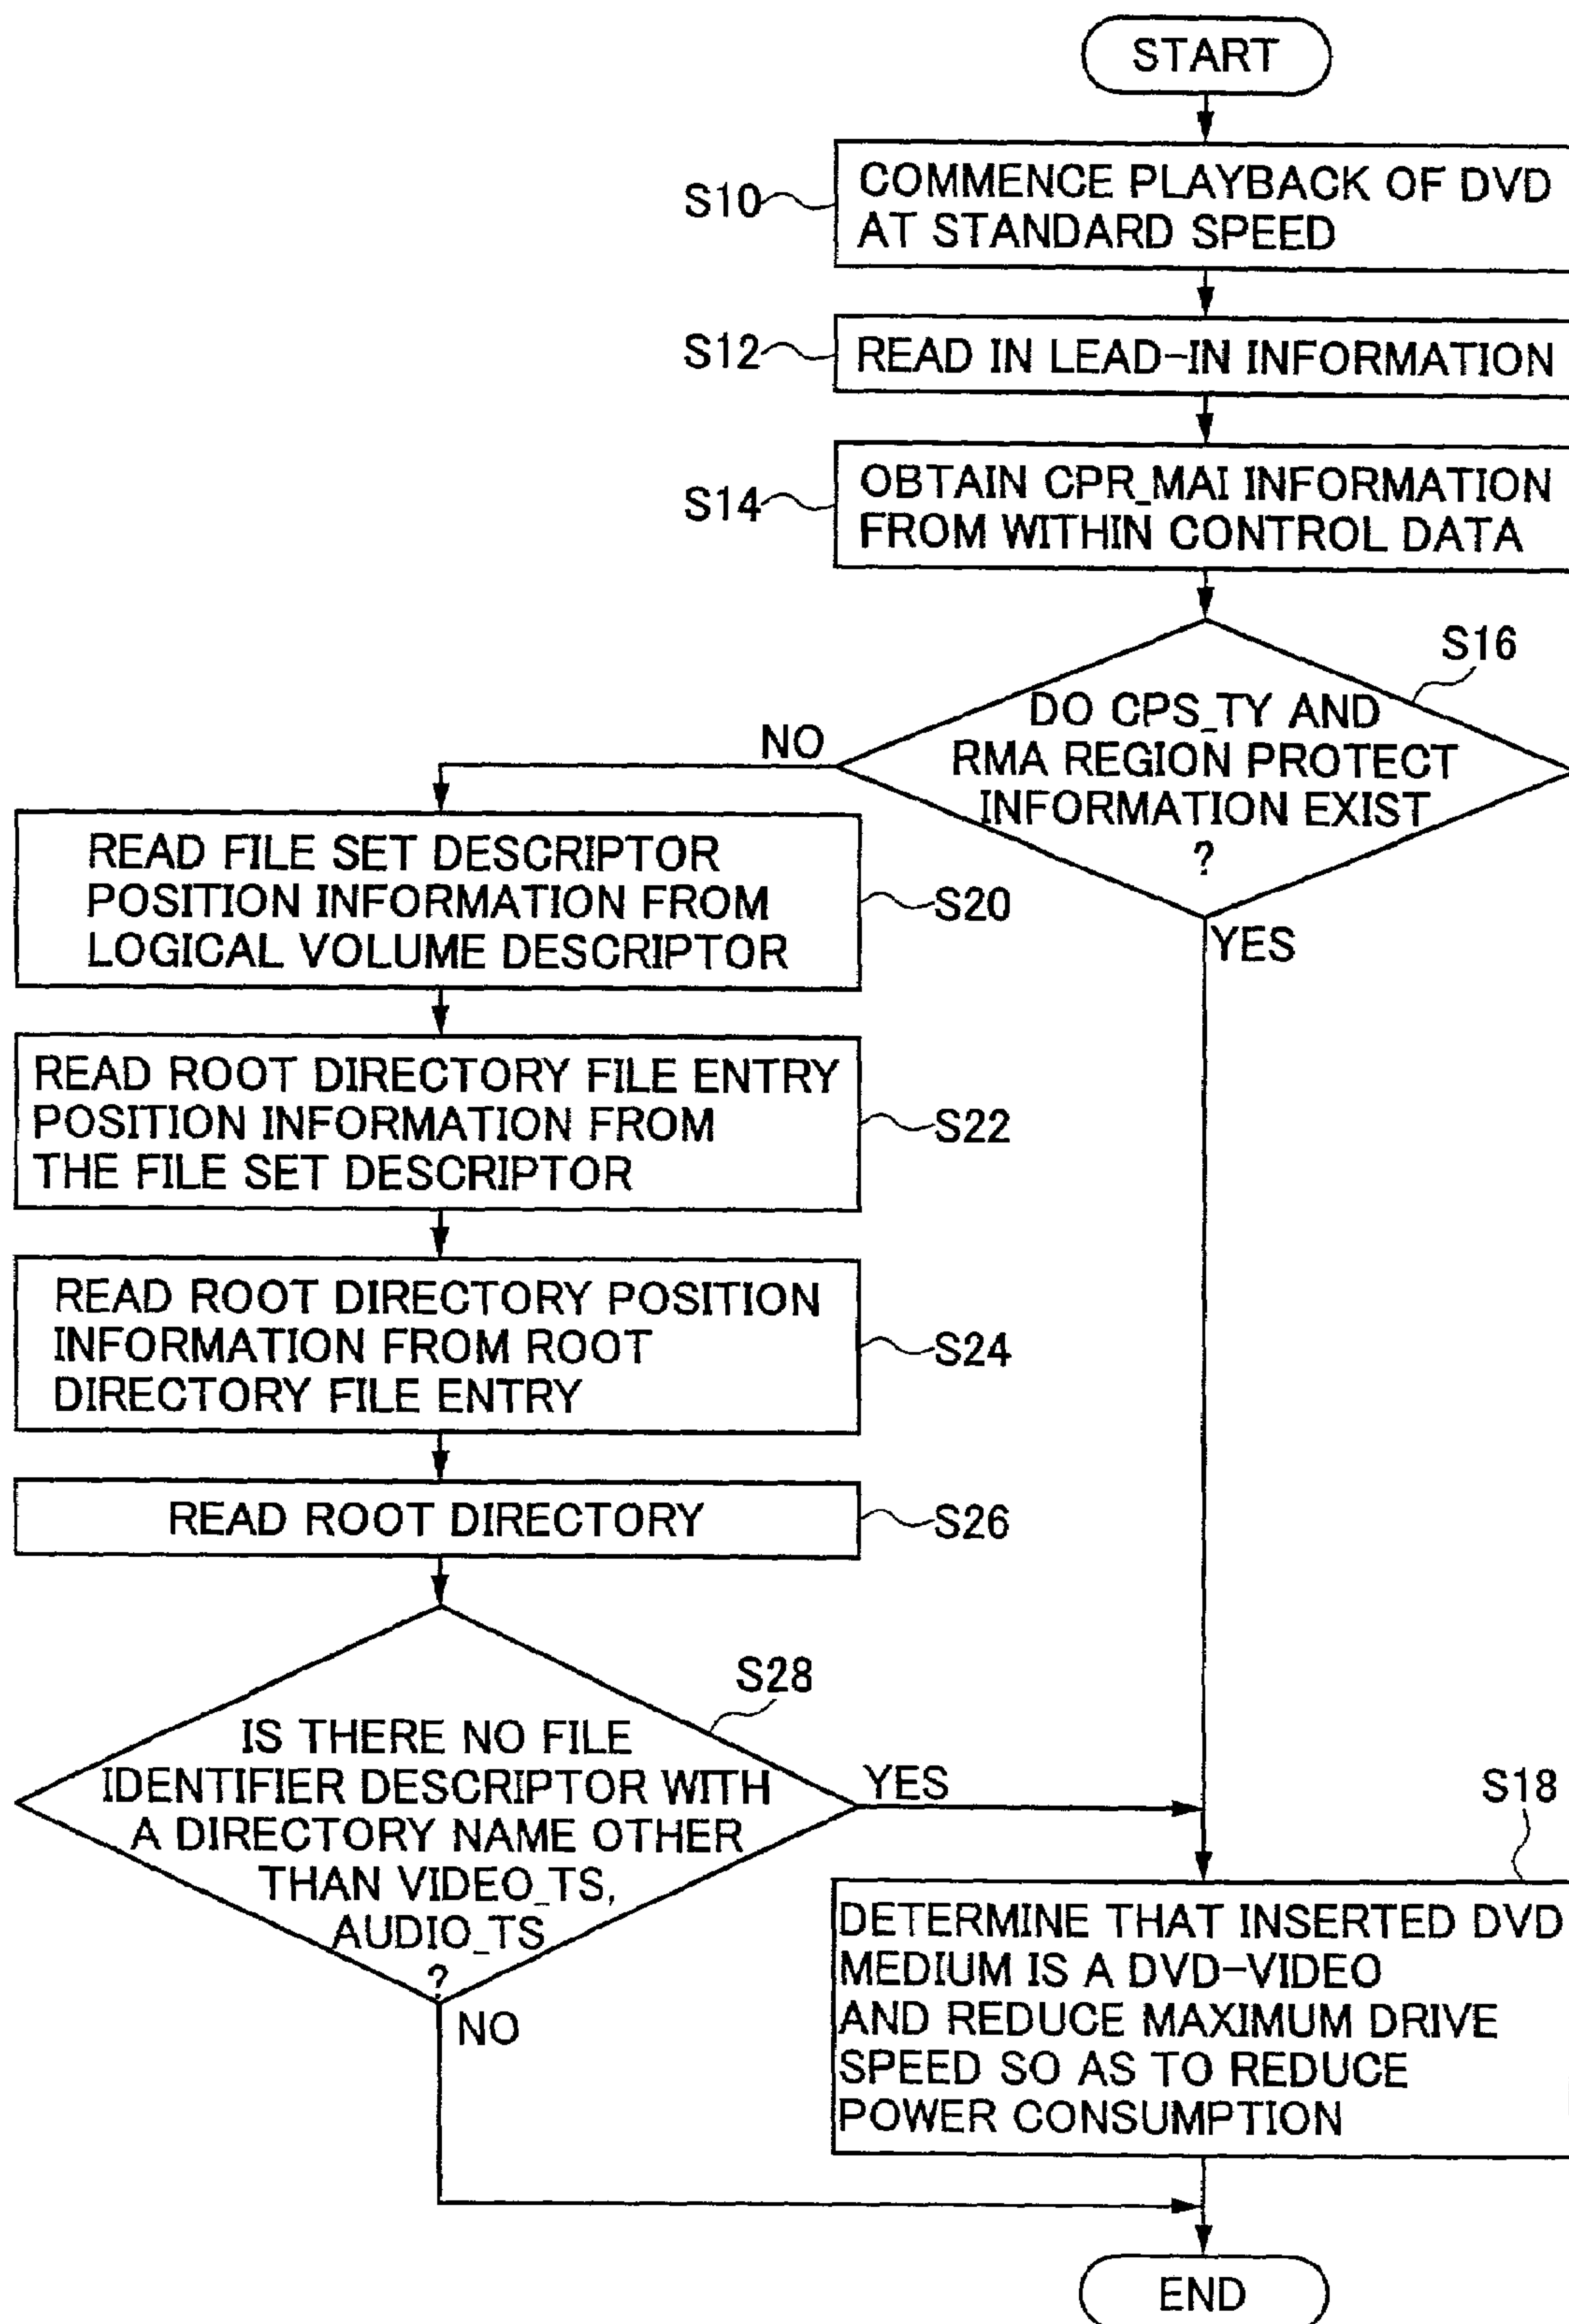 START
S10
COMMENCE PLAYBACK OF DVD
AT STANDARD SPEED
S12
READ IN LEAD-IN INFORMATION
S14
OBTAIN CPR_MAI INFORMATION
FROM WITHIN CONTROL DATA
S16
DO CPS_TY AND
RMA REGION PROTECT
INFORMATION EXIST
?
NO
YES
READ FILE SET DESCRIPTOR
POSITION INFORMATION FROM
LOGICAL VOLUME DESCRIPTOR
S20
READ ROOT DIRECTORY FILE ENTRY
POSITION INFORMATION FROM
THE FILE SET DESCRIPTOR
S22
READ ROOT DIRECTORY POSITION
INFORMATION FROM ROOT
DIRECTORY FILE ENTRY
S24
READ ROOT DIRECTORY
S26
S28
IS THERE NO FILE
IDENTIFIER DESCRIPTOR WITH
A DIRECTORY NAME OTHER
THAN VIDEO_TS,
AUDIO_TS
?
YES
NO
S18
DETERMINE THAT INSERTED DVD
MEDIUM IS A DVD-VIDEO
AND REDUCE MAXIMUM DRIVE
SPEED SO AS TO REDUCE
POWER CONSUMPTION
END